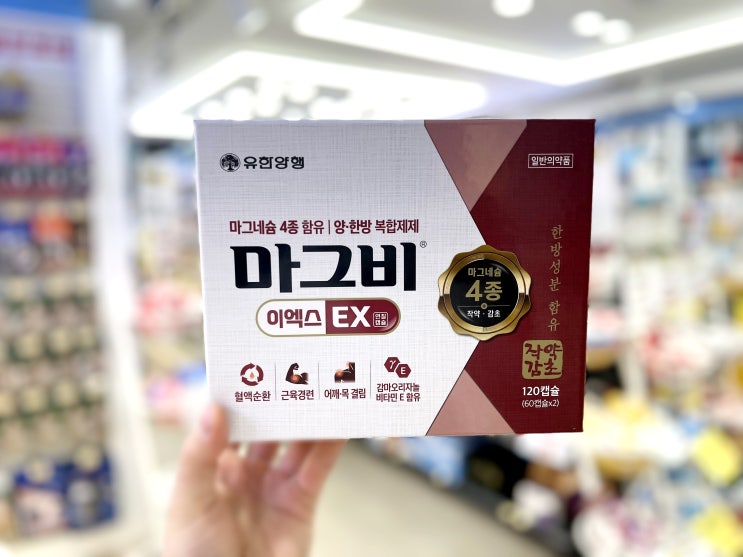 유한양행
일반의약품
마그네슘 4종 함유 | 양·한방 복합제제
마그비®
이엑스 EX 연질캡슐
마그네슘
4종
작약·감초
한방성분 함유
작약
감초
혈액순환
근육경련
어깨·목 결림
감마오리자놀
비타민 E 함유
γ E
120캡슐
(60캡슐x2)